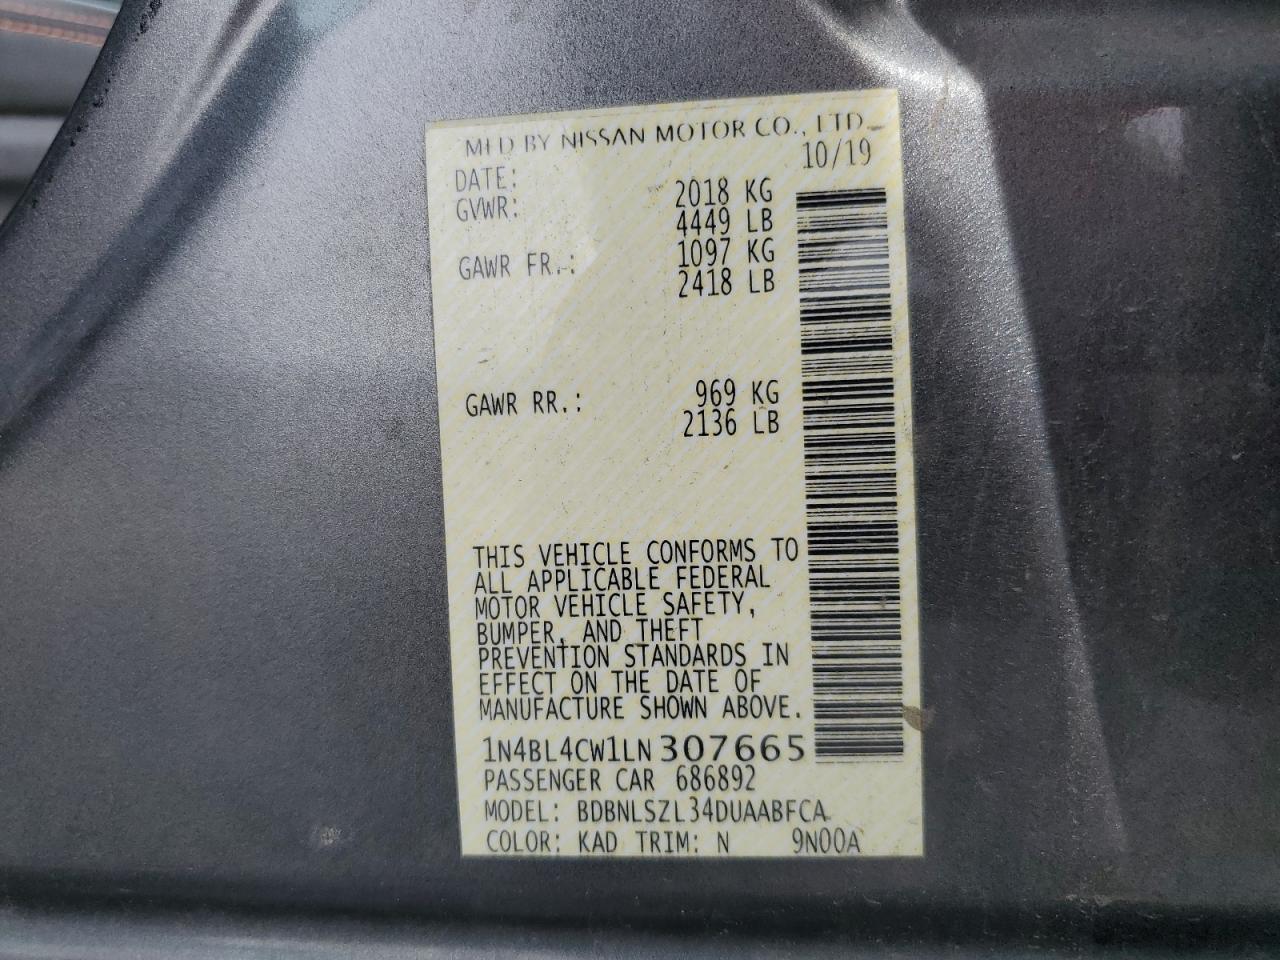 MFD BY NISSAN MOTOR CO., LTD.
DATE: 10/19
GVWR: 2018 KG
4449 LB
GAWR FR.: 1097 KG
2418 LB
GAWR RR.: 969 KG
2136 LB
THIS VEHICLE CONFORMS TO
ALL APPLICABLE FEDERAL
MOTOR VEHICLE SAFETY,
BUMPER, AND THEFT
PREVENTION STANDARDS IN
EFFECT ON THE DATE OF
MANUFACTURE SHOWN ABOVE.
1N4BL4CW1LN307665
PASSENGER CAR 686892
MODEL: BDBNLSZL34DUAABFCA
COLOR: KAD TRIM: N 9N00A